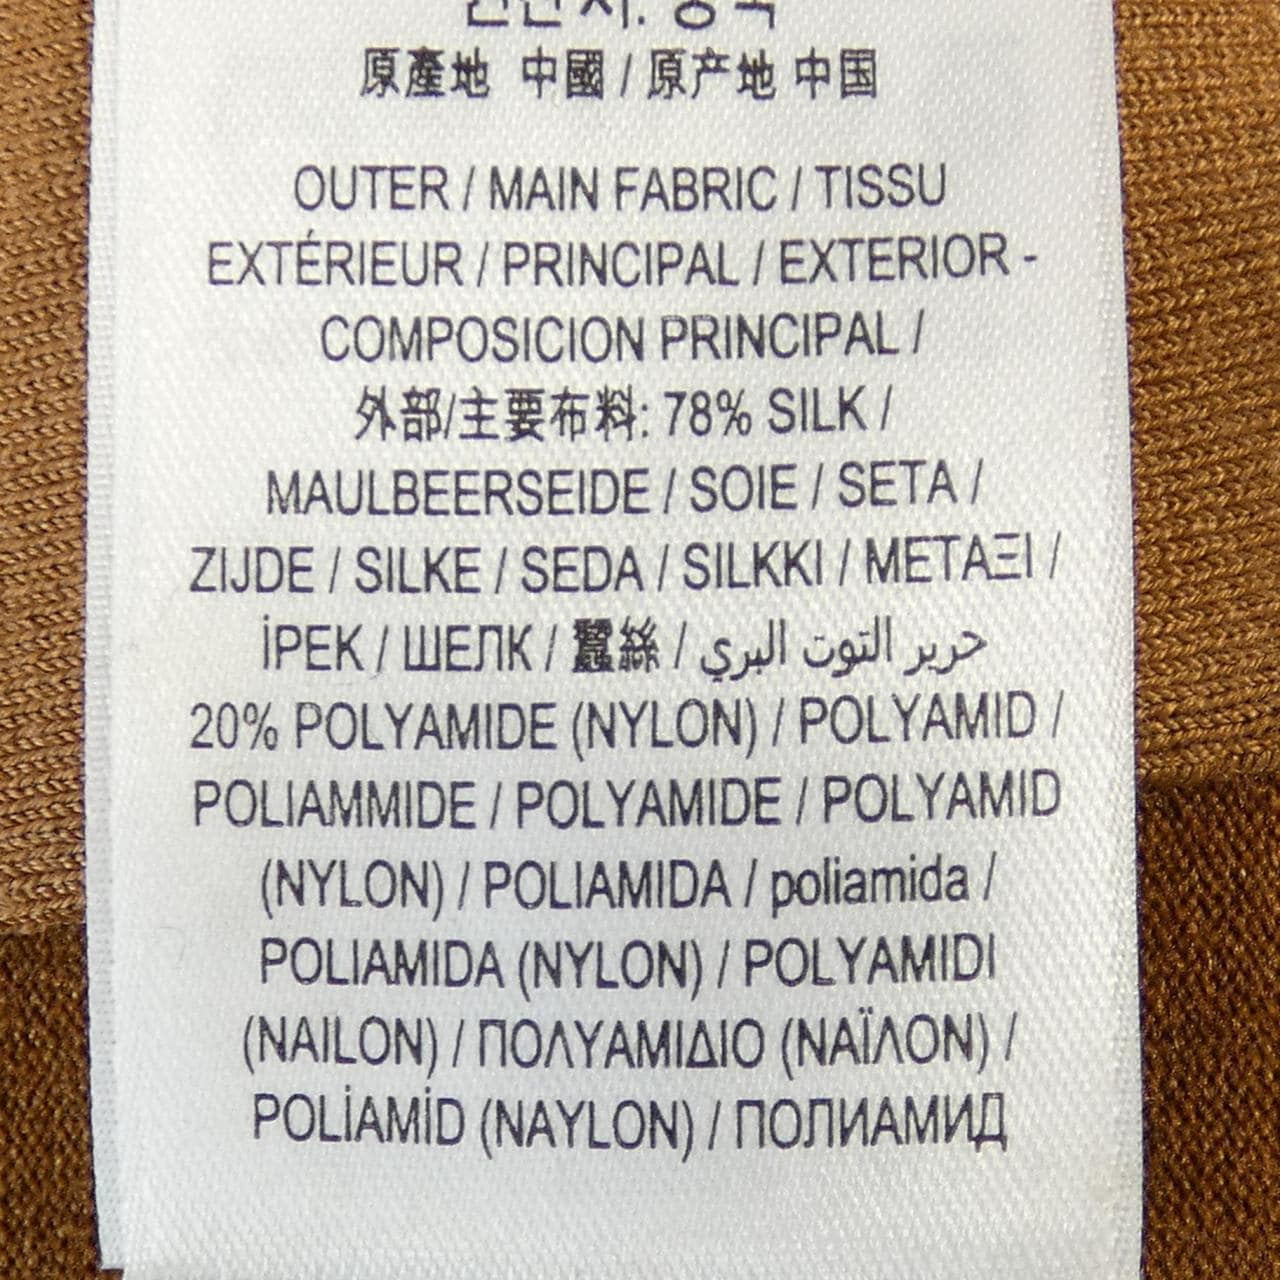 原產地 中國 / 原产地 中国
OUTER / MAIN FABRIC / TISSU
EXTÉRIEUR / PRINCIPAL / EXTERIOR -
COMPOSICION PRINCIPAL /
外部/主要布料: 78% SILK /
MAULBEERSEIDE / SOIE / SETA /
ZIJDE / SILKE / SEDA / SILKKI / ΜΕΤΑΞΙ /
İPEK / ШЕЛК / 蠶絲 / حرير التوت البري
20% POLYAMIDE (NYLON) / POLYAMID /
POLIAMMIDE / POLYAMIDE / POLYAMID
(NYLON) / POLIAMIDA / poliamida /
POLIAMIDA (NYLON) / POLYAMIDI
(NAILON) / ΠΟΛΥΑΜΙΔΙΟ (ΝΑΪΛΟΝ) /
POLİAMİD (NAYLON) / ПОЛИАМИД